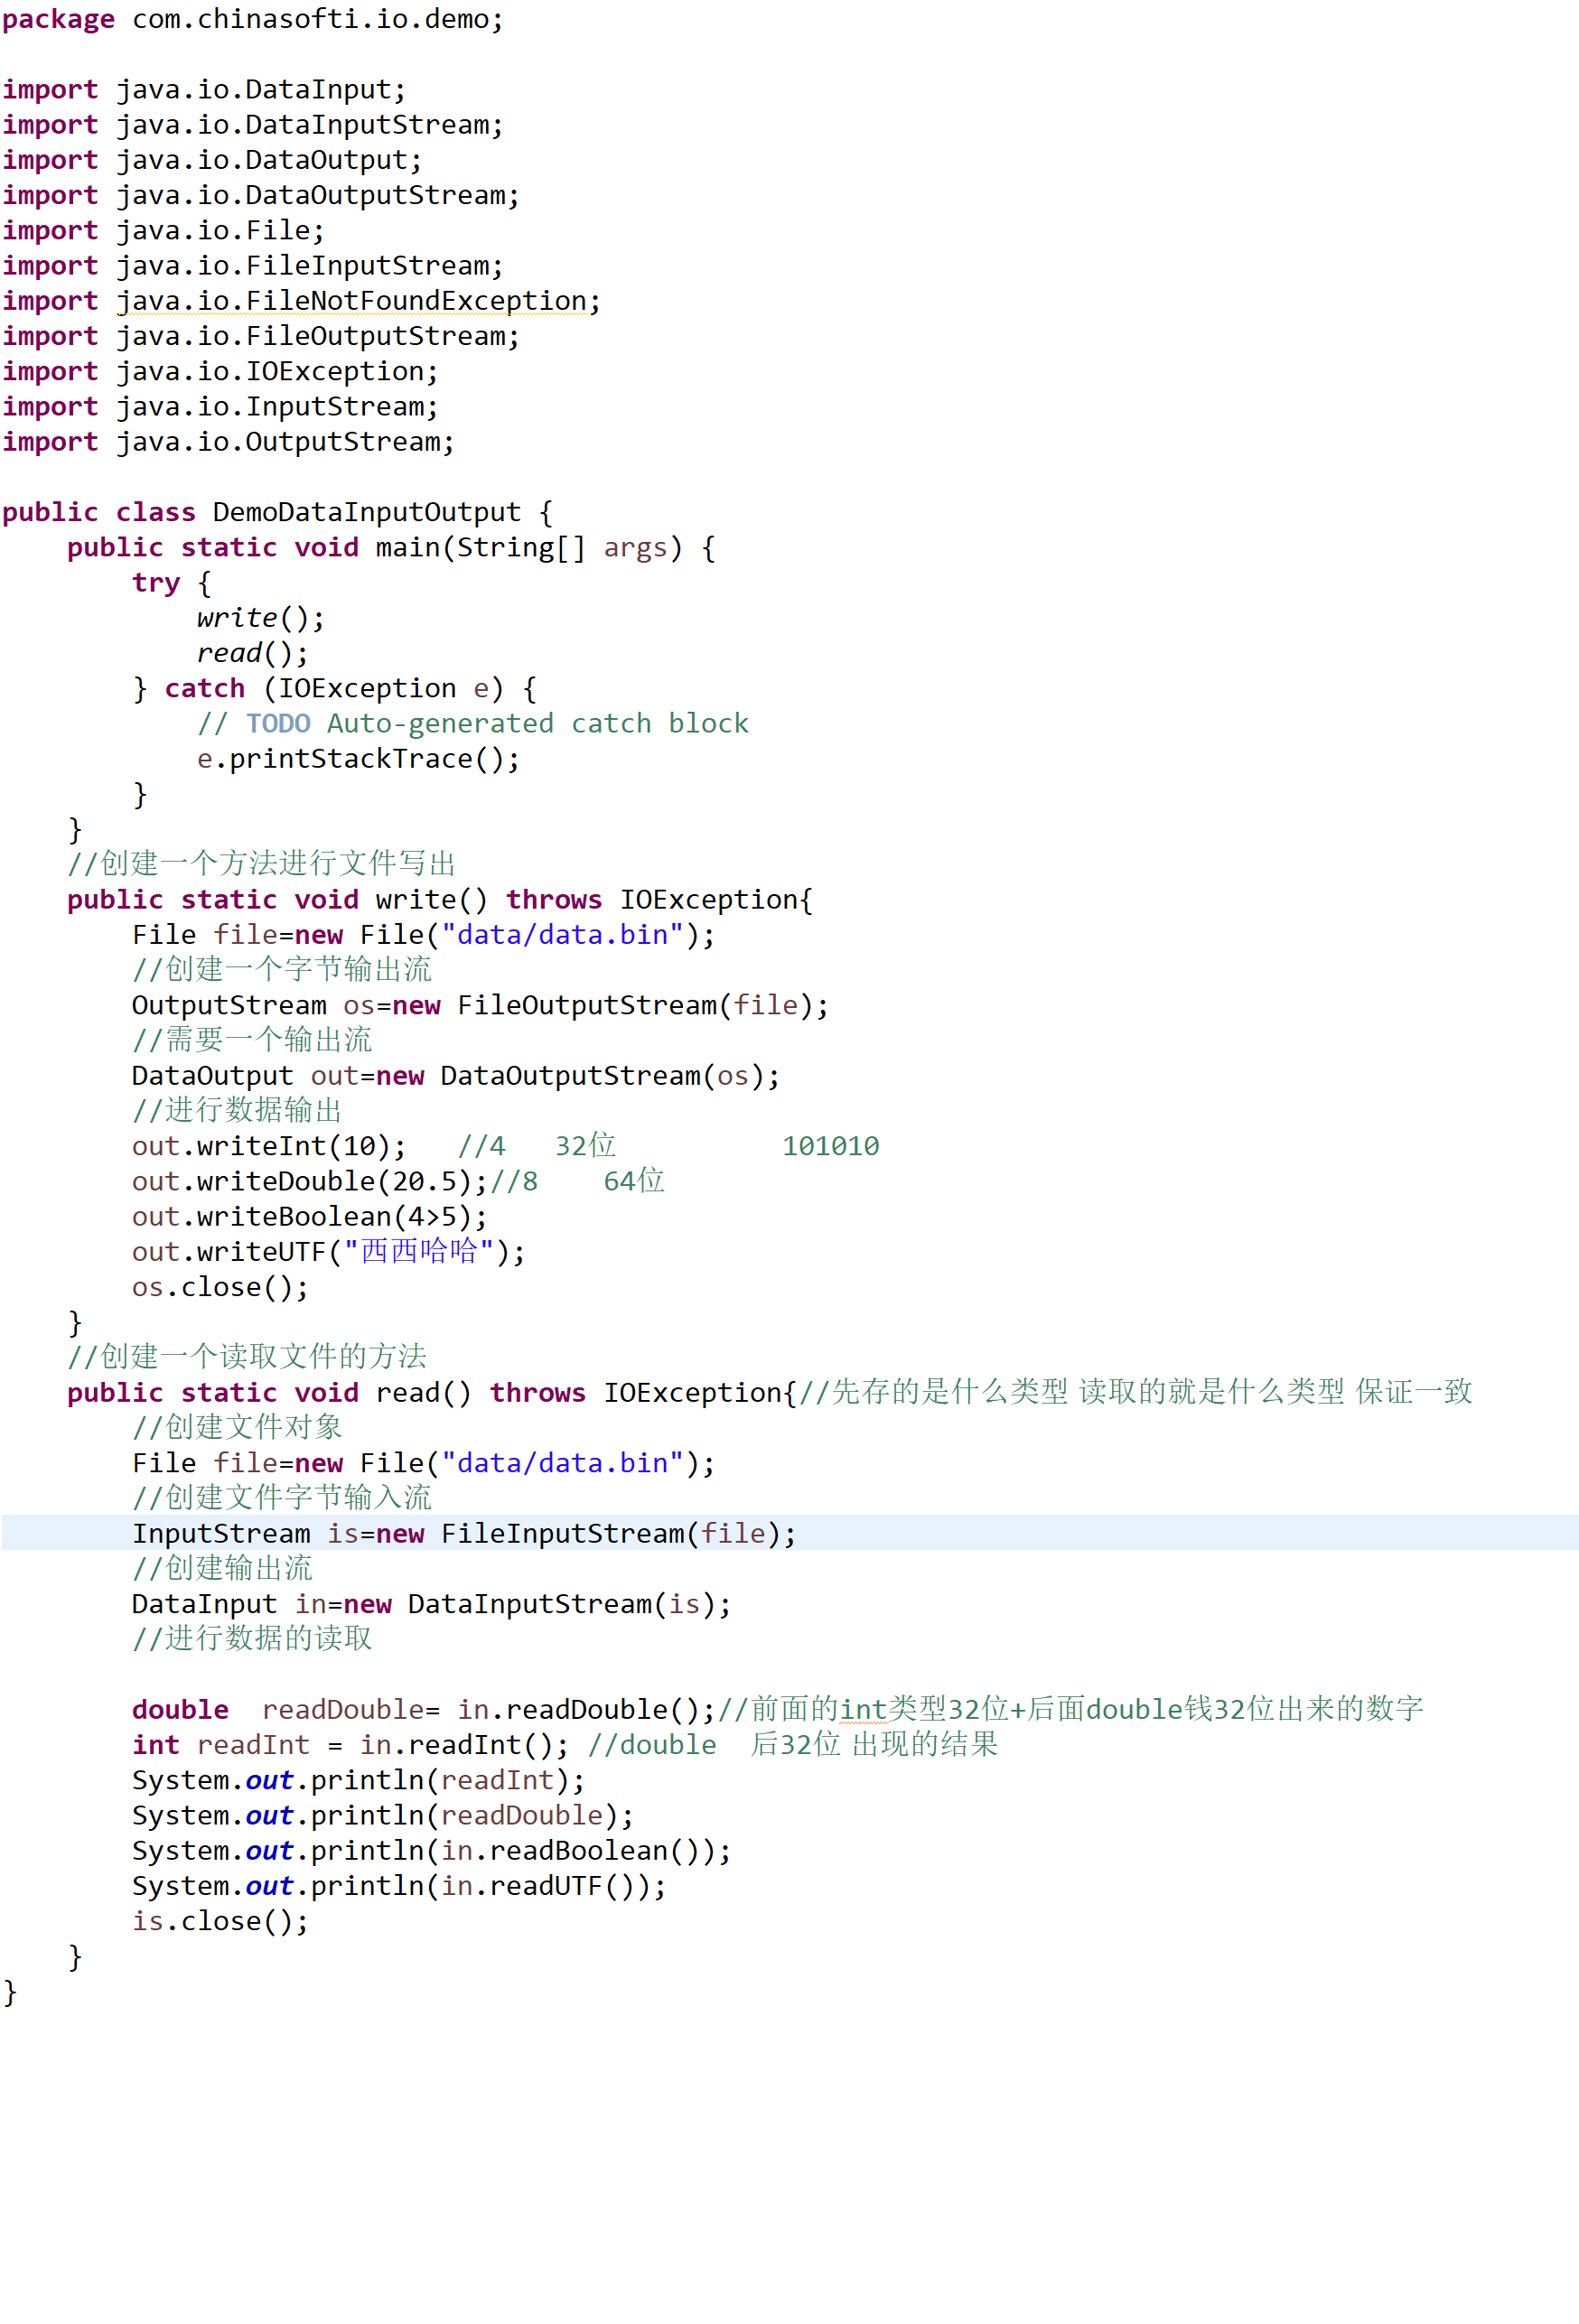 package com.chinasofti.io.demo;

import java.io.DataInput;
import java.io.DataInputStream;
import java.io.DataOutput;
import java.io.DataOutputStream;
import java.io.File;
import java.io.FileInputStream;
import java.io.FileNotFoundException;
import java.io.FileOutputStream;
import java.io.IOException;
import java.io.InputStream;
import java.io.OutputStream;

public class DemoDataInputOutput {
    public static void main(String[] args) {
        try {
            write();
            read();
        } catch (IOException e) {
            // TODO Auto-generated catch block
            e.printStackTrace();
        }
    }
    //创建一个方法进行文件写出
    public static void write() throws IOException{
        File file=new File("data/data.bin");
        //创建一个字节输出流
        OutputStream os=new FileOutputStream(file);
        //需要一个输出流
        DataOutput out=new DataOutputStream(os);
        //进行数据输出
        out.writeInt(10);   //4   32位          101010
        out.writeDouble(20.5);//8    64位
        out.writeBoolean(4>5);
        out.writeUTF("西西哈哈");
        os.close();
    }
    //创建一个读取文件的方法
    public static void read() throws IOException{//先存的是什么类型 读取的就是什么类型 保证一致
        //创建文件对象
        File file=new File("data/data.bin");
        //创建文件字节输入流
        InputStream is=new FileInputStream(file);
        //创建输出流
        DataInput in=new DataInputStream(is);
        //进行数据的读取

        double  readDouble= in.readDouble();//前面的int类型32位+后面double钱32位出来的数字
        int readInt = in.readInt(); //double  后32位 出现的结果
        System.out.println(readInt);
        System.out.println(readDouble);
        System.out.println(in.readBoolean());
        System.out.println(in.readUTF());
        is.close();
    }
}